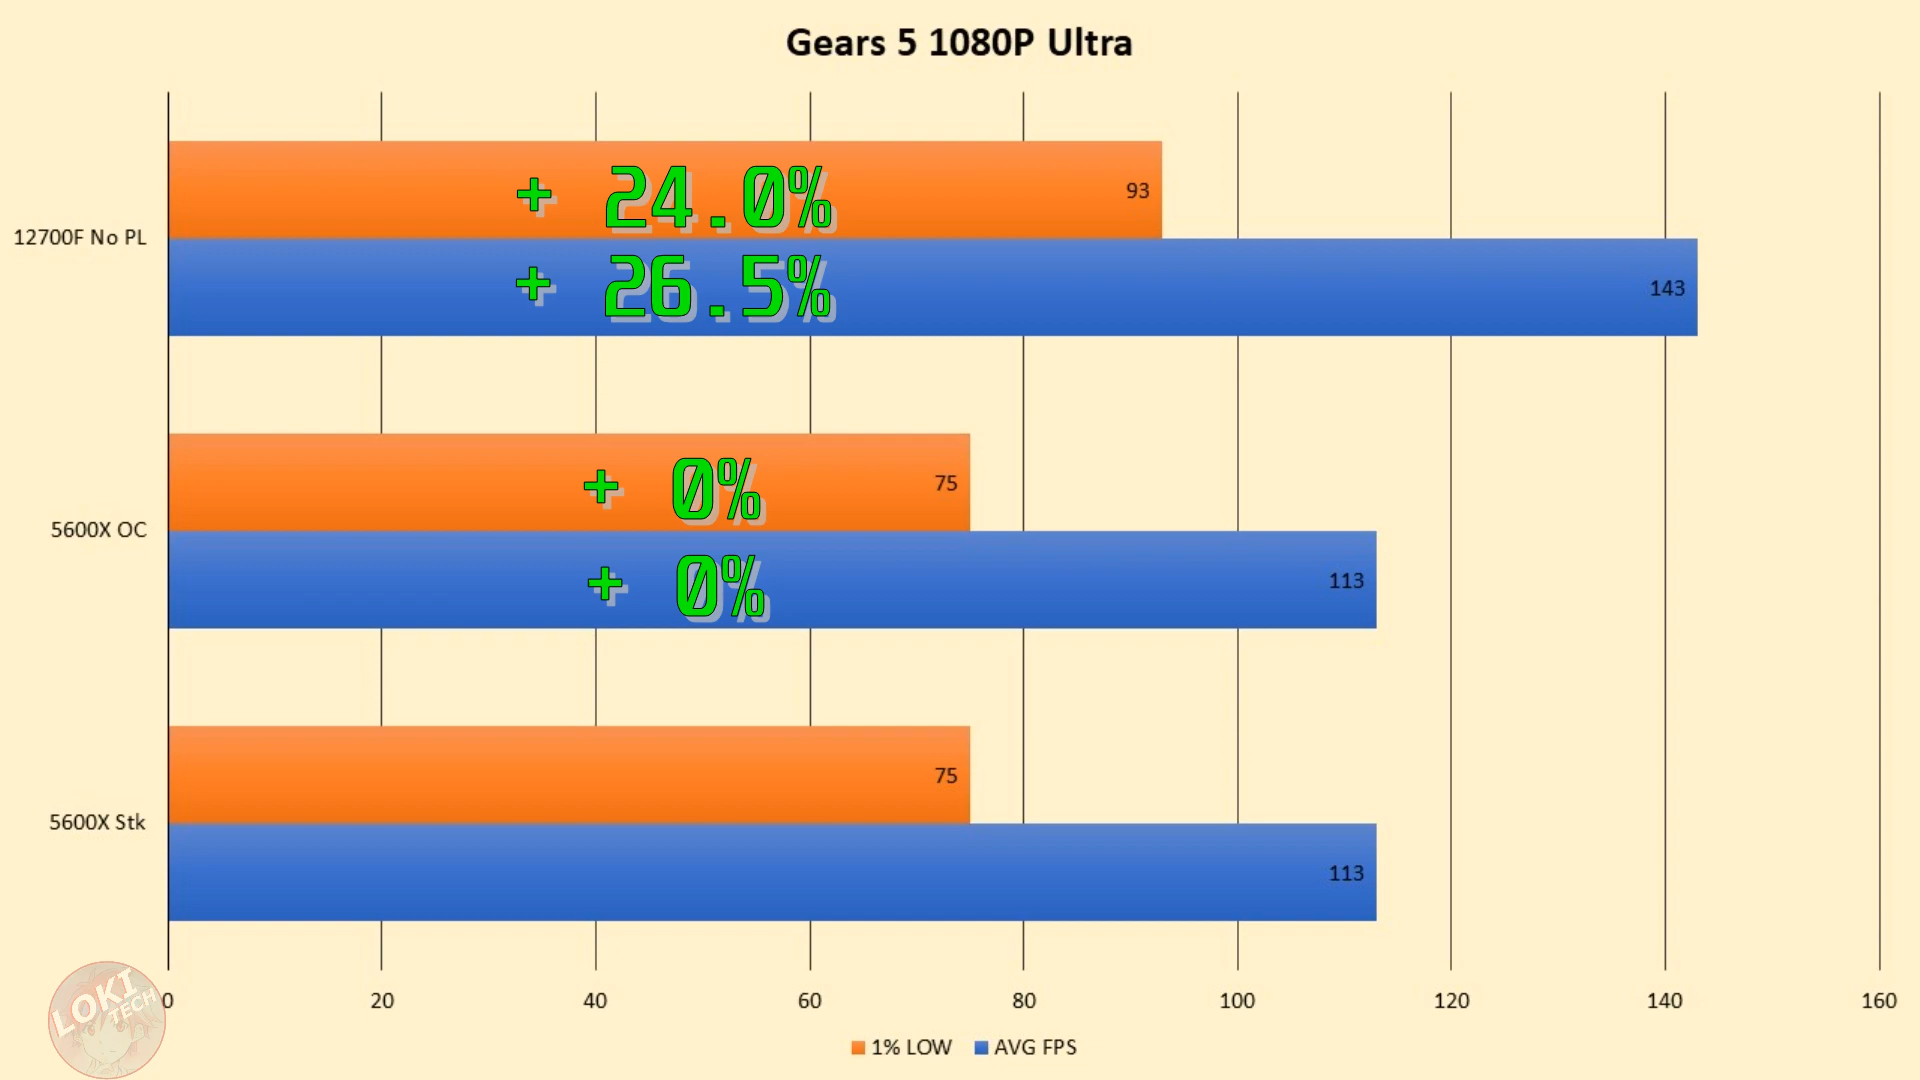 Gears 5 1080P Ultra
+ 24.0%
93
12700F No PL
+ 26.5%
143
+ 0%
75
5600X OC
+ 0%
113
75
5600X Stk
113
0 20 40 60 80 100 120 140 160
1% LOW AVG FPS
LOKI
TECH